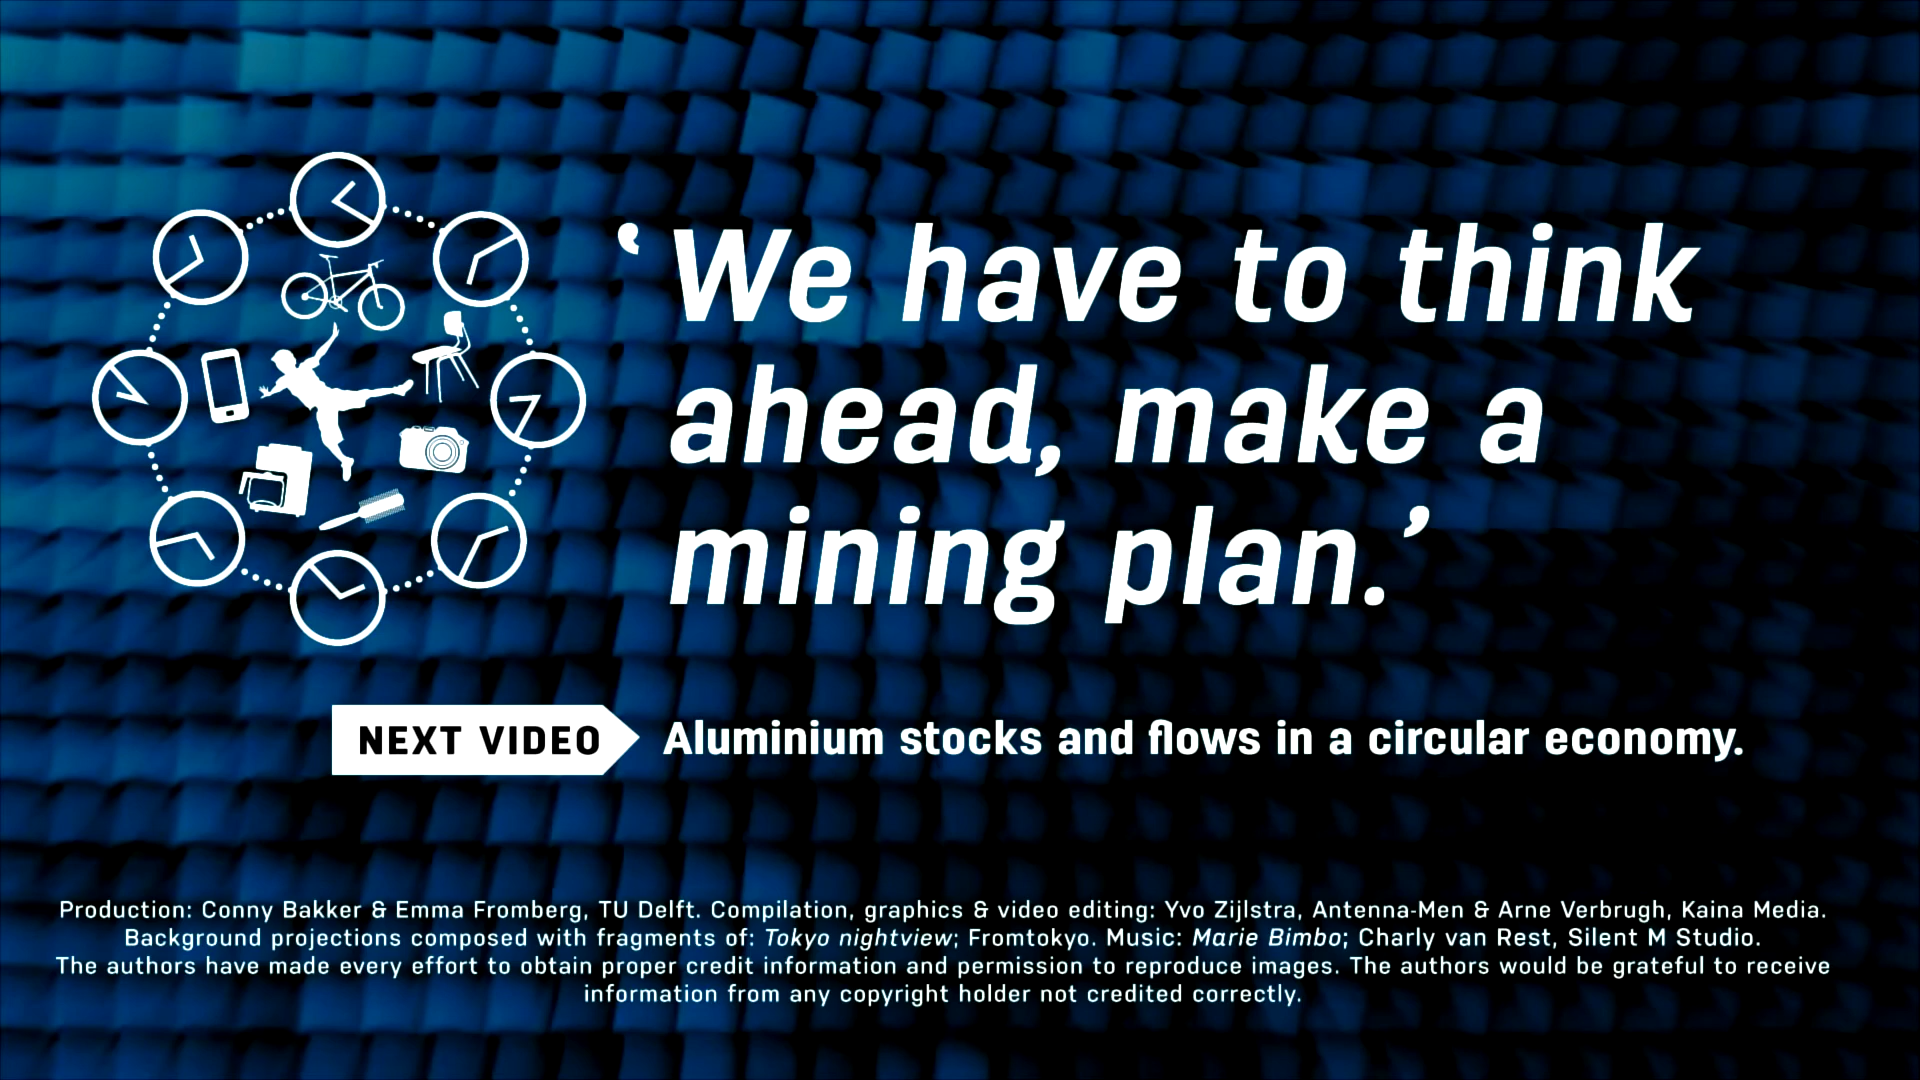 ‘We have to think
ahead, make a
mining plan.’
NEXT VIDEO Aluminium stocks and flows in a circular economy.
Production: Conny Bakker & Emma Fromberg, TU Delft. Compilation, graphics & video editing: Yvo Zijlstra, Antenna-Men & Arne Verbrugh, Kaina Media.
Background projections composed with fragments of: Tokyo nightview; Fromtokyo. Music: Marie Bimbo; Charly van Rest, Silent M Studio.
The authors have made every effort to obtain proper credit information and permission to reproduce images. The authors would be grateful to receive
information from any copyright holder not credited correctly.